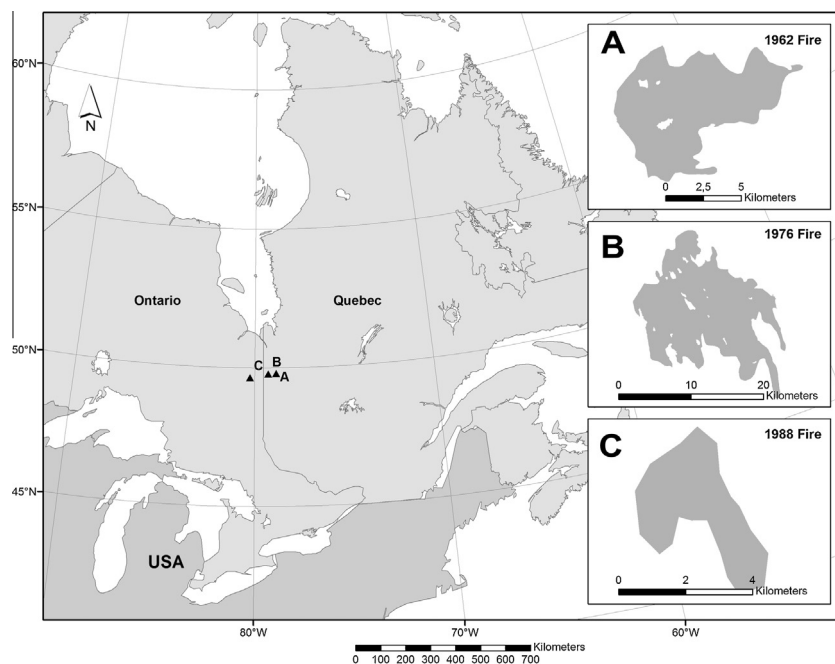 60°N
55°N
50°N
45°N
N
Ontario
Quebec
C
B
A
USA
80°W
70°W
60°W
Kilometers
0 100 200 300 400 500 600 700
A
1962 Fire
0 2,5 5
Kilometers
B
1976 Fire
0 10 20
Kilometers
C
1988 Fire
0 2 4
Kilometers